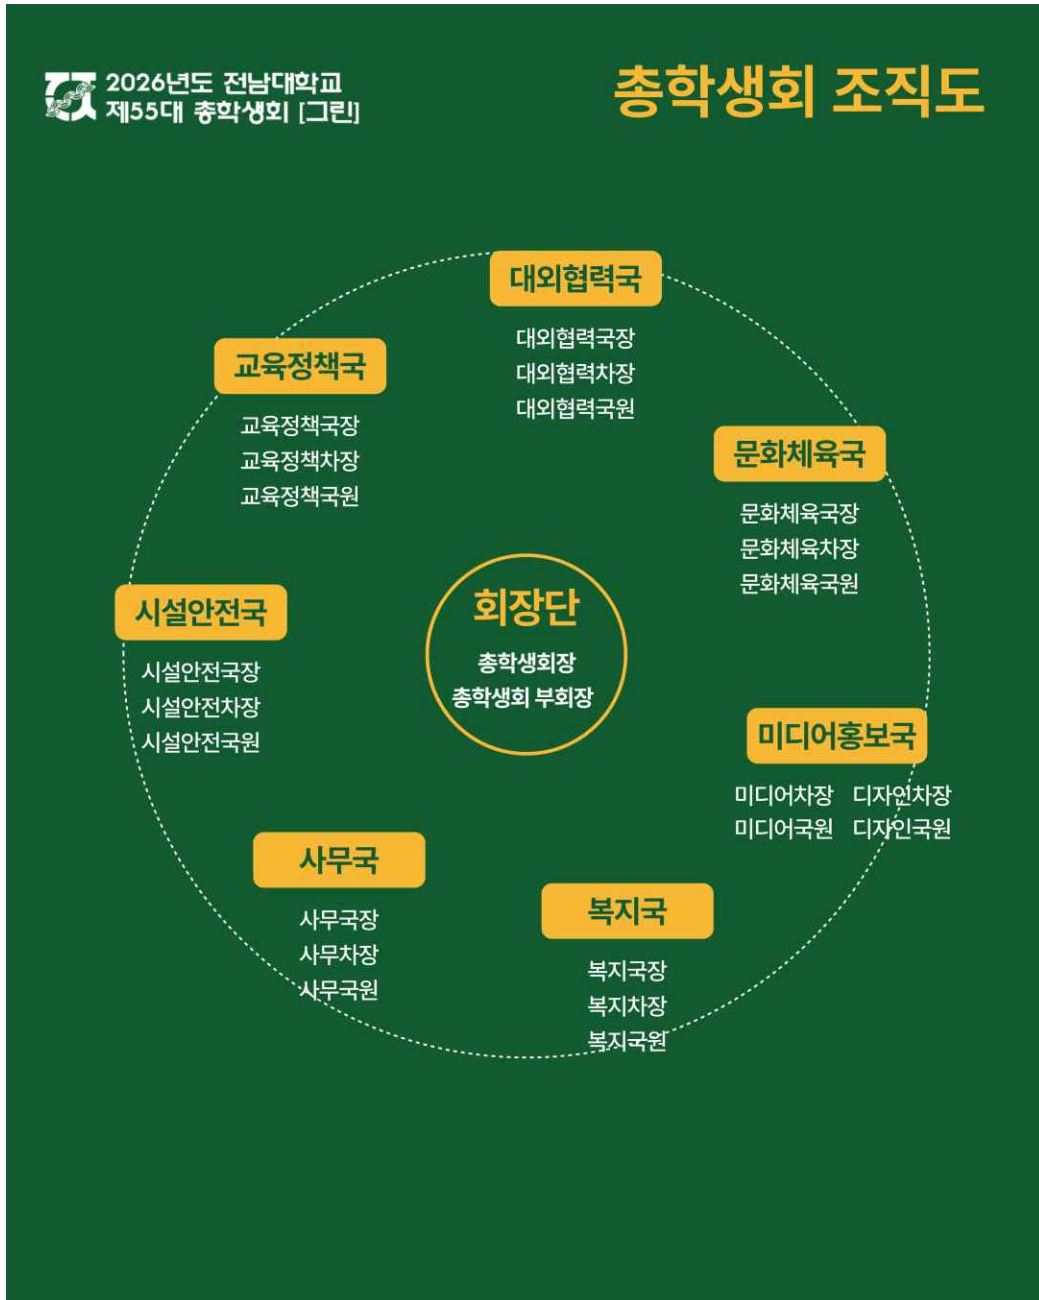 2026년도 전남대학교
제55대 총학생회 [그린]
총학생회 조직도
대외협력국
대외협력국장
대외협력차장
대외협력국원
교육정책국
교육정책국장
교육정책차장
교육정책국원
문화체육국
문화체육국장
문화체육차장
문화체육국원
회장단
총학생회장
총학생회 부회장
시설안전국
시설안전국장
시설안전차장
시설안전국원
미디어홍보국
미디어차장 디자인차장
미디어국원 디자인국원
사무국
사무국장
사무차장
사무국원
복지국
복지국장
복지차장
복지국원